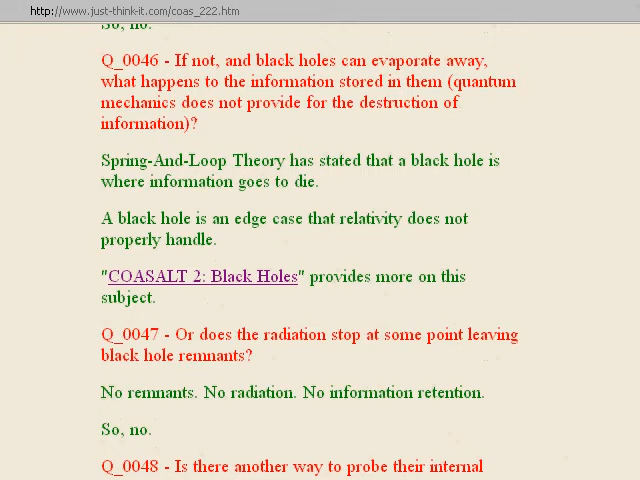 http://www.just-think-it.com/coas_222.htm
So, no.
Q_0046 - If not, and black holes can evaporate away,
what happens to the information stored in them (quantum
mechanics does not provide for the destruction of
information)?
Spring-And-Loop Theory has stated that a black hole is
where information goes to die.
A black hole is an edge case that relativity does not
properly handle.
"COASALT 2: Black Holes" provides more on this
subject.
Q_0047 - Or does the radiation stop at some point leaving
black hole remnants?
No remnants. No radiation. No information retention.
So, no.
Q_0048 - Is there another way to probe their internal